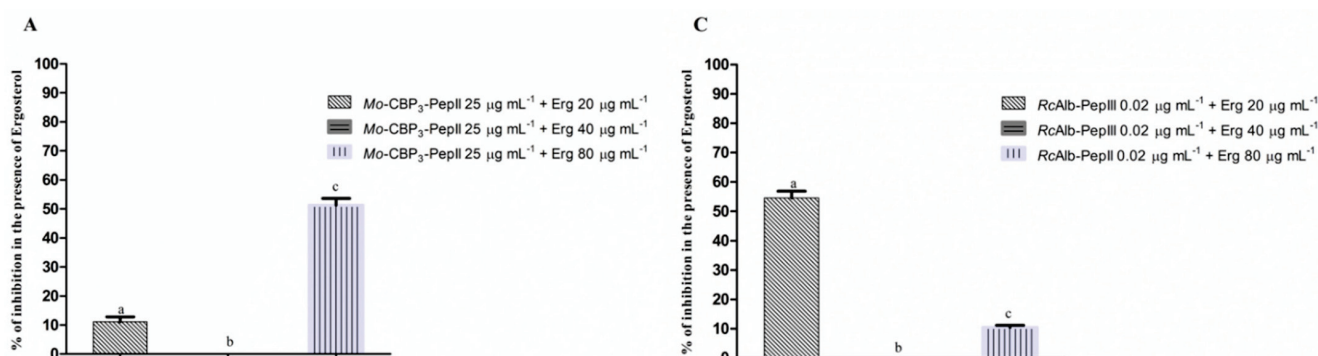 A
% of inhibition in the presence of Ergosterol
100
90
80
70
60
50
40
30
20
10
0
Mo-CBP₃-PepII 25 µg mL⁻¹ + Erg 20 µg mL⁻¹
Mo-CBP₃-PepII 25 µg mL⁻¹ + Erg 40 µg mL⁻¹
Mo-CBP₃-PepII 25 µg mL⁻¹ + Erg 80 µg mL⁻¹
a
b
c
C
% of inhibition in the presence of Ergosterol
100
90
80
70
60
50
40
30
20
10
0
RcAlb-PepIII 0.02 µg mL⁻¹ + Erg 20 µg mL⁻¹
RcAlb-PepIII 0.02 µg mL⁻¹ + Erg 40 µg mL⁻¹
RcAlb-PepII 0.02 µg mL⁻¹ + Erg 80 µg mL⁻¹
a
b
c